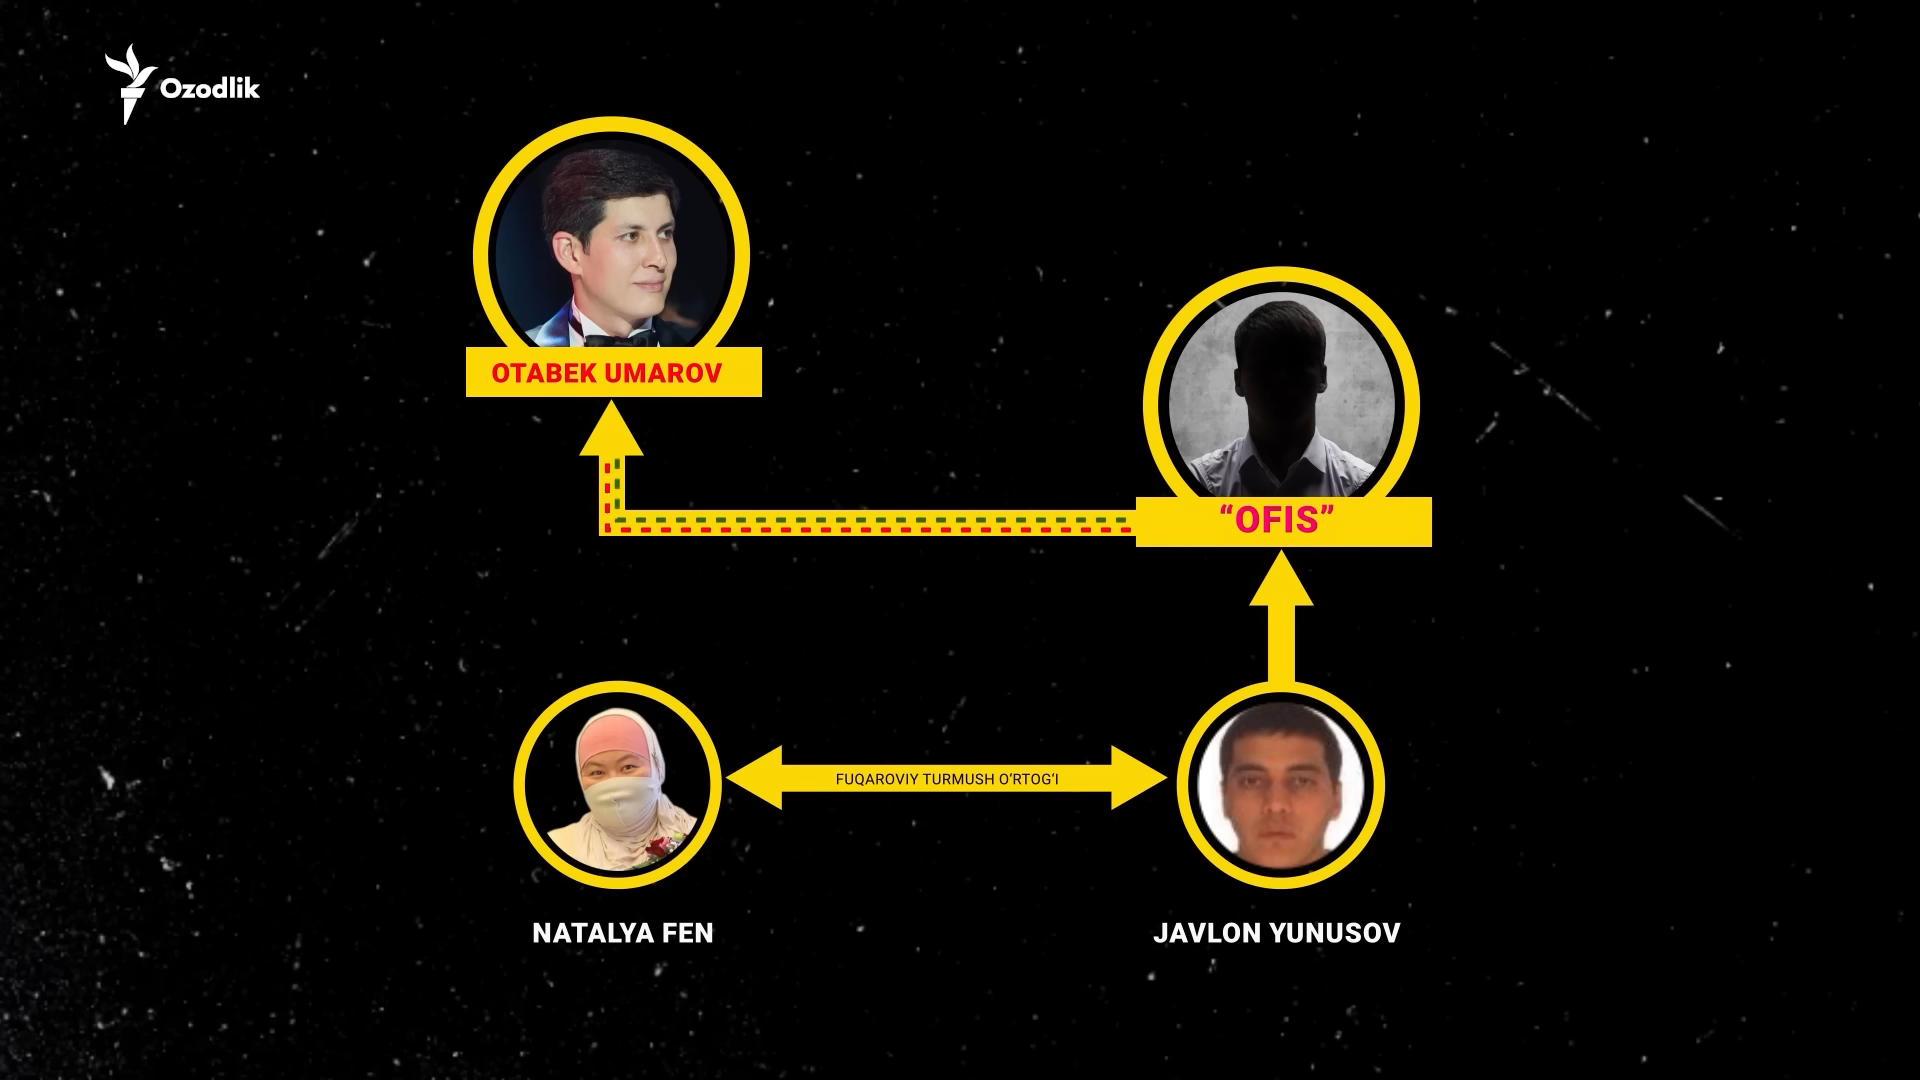 Ozodlik
OTABEK UMAROV
“OFIS”
FUQAROVIY TURMUSH O‘RTOG‘I
NATALYA FEN
JAVLON YUNUSOV